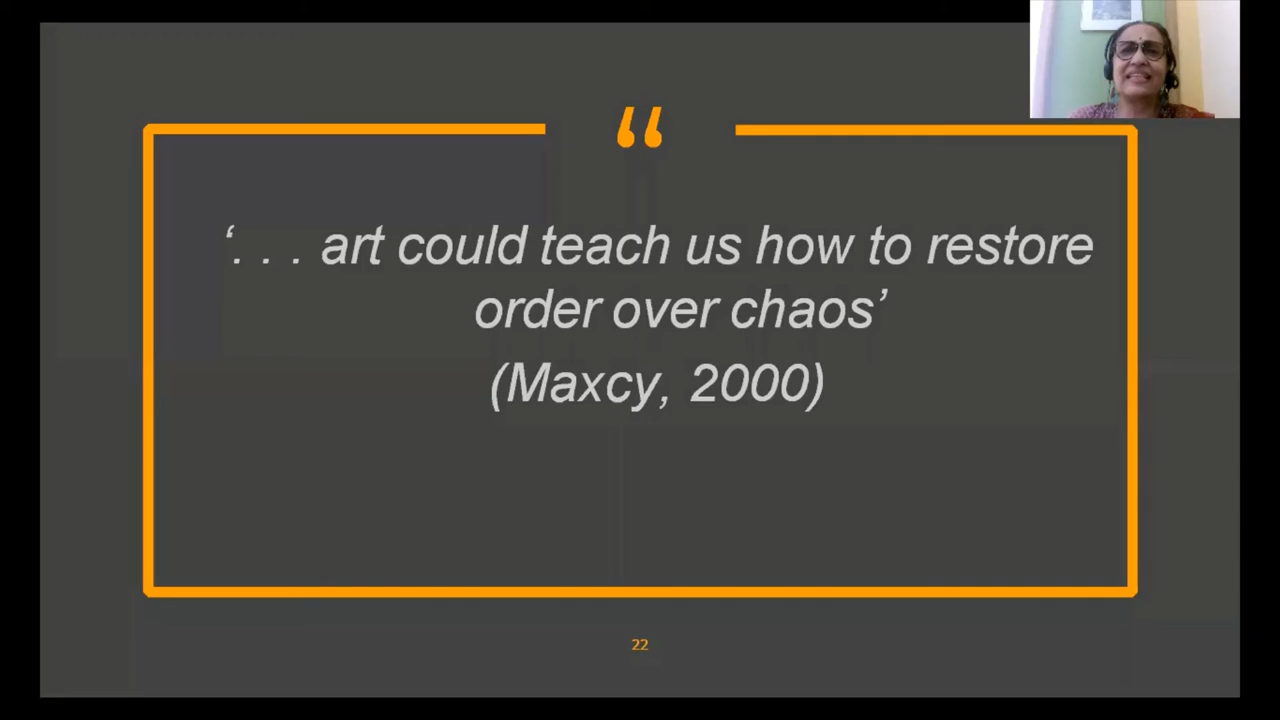 “
‘. . . art could teach us how to restore
order over chaos’
(Maxcy, 2000)
22